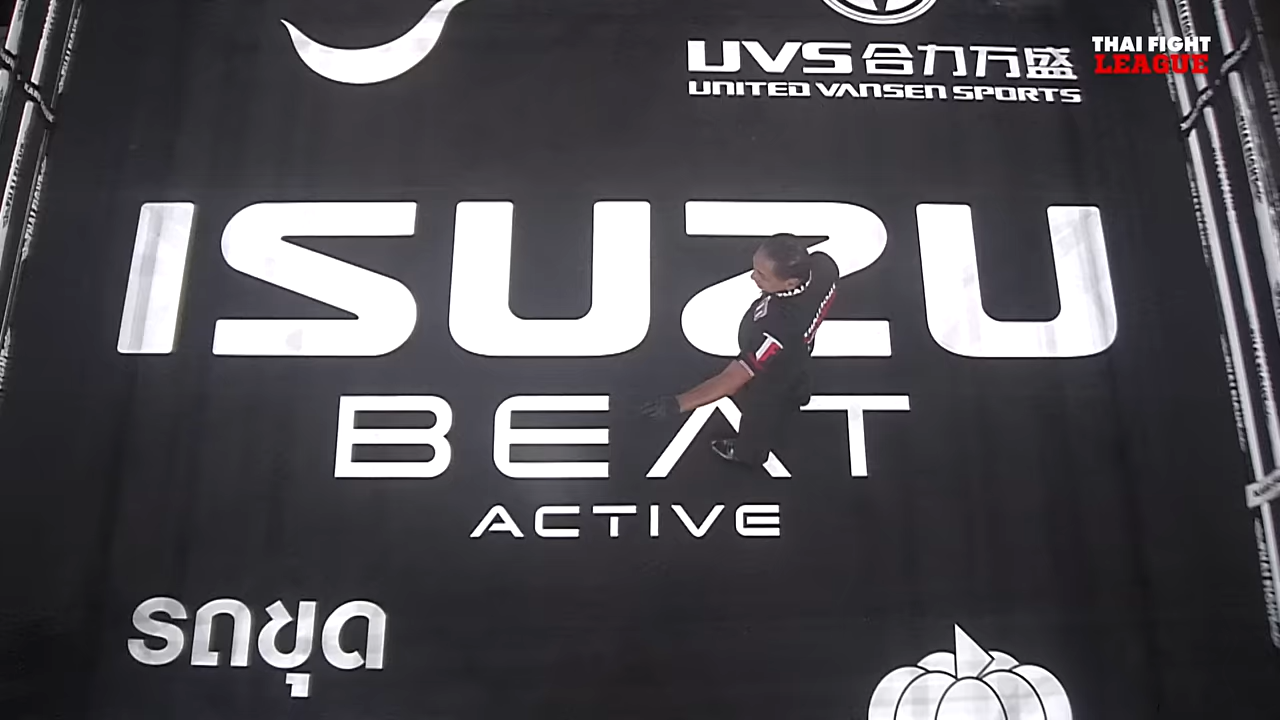 THAI FIGHT
LEAGUE
UVS 合力万盛
UNITED VANSEN SPORTS
ISUZU
BEAT
ACTIVE
รถขุด